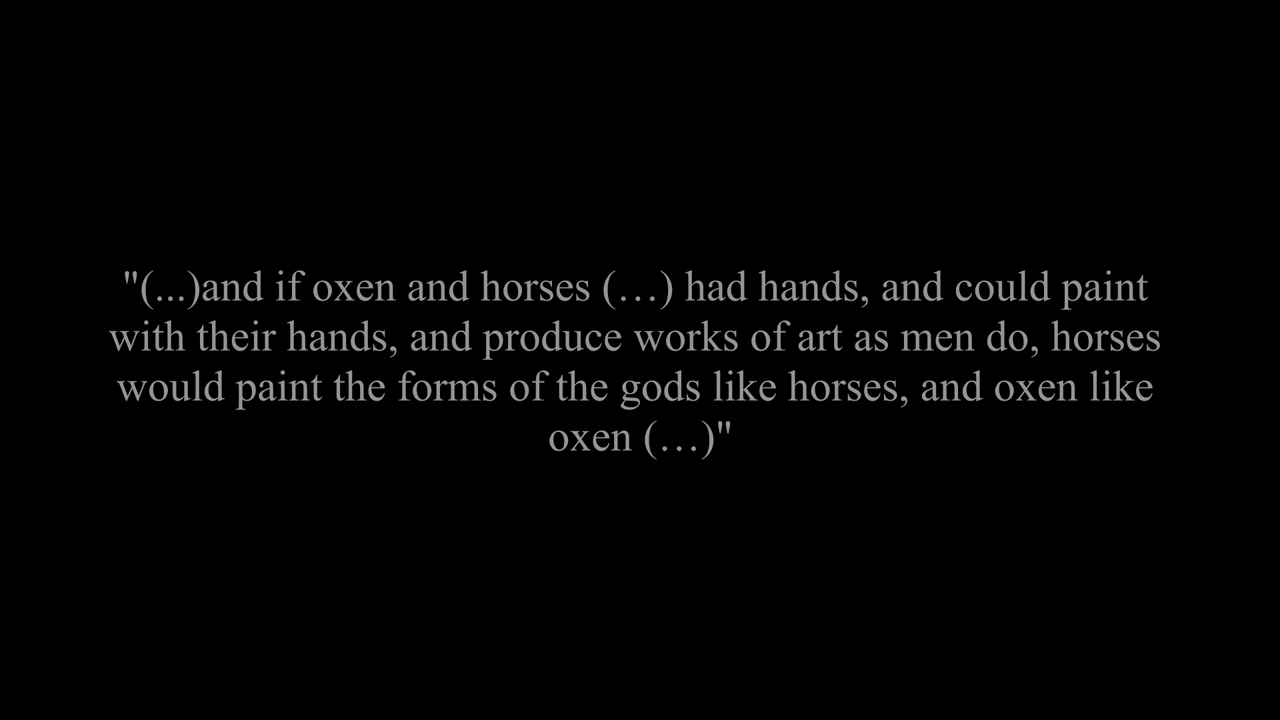 "(...)and if oxen and horses (…) had hands, and could paint
with their hands, and produce works of art as men do, horses
would paint the forms of the gods like horses, and oxen like
oxen (…)"